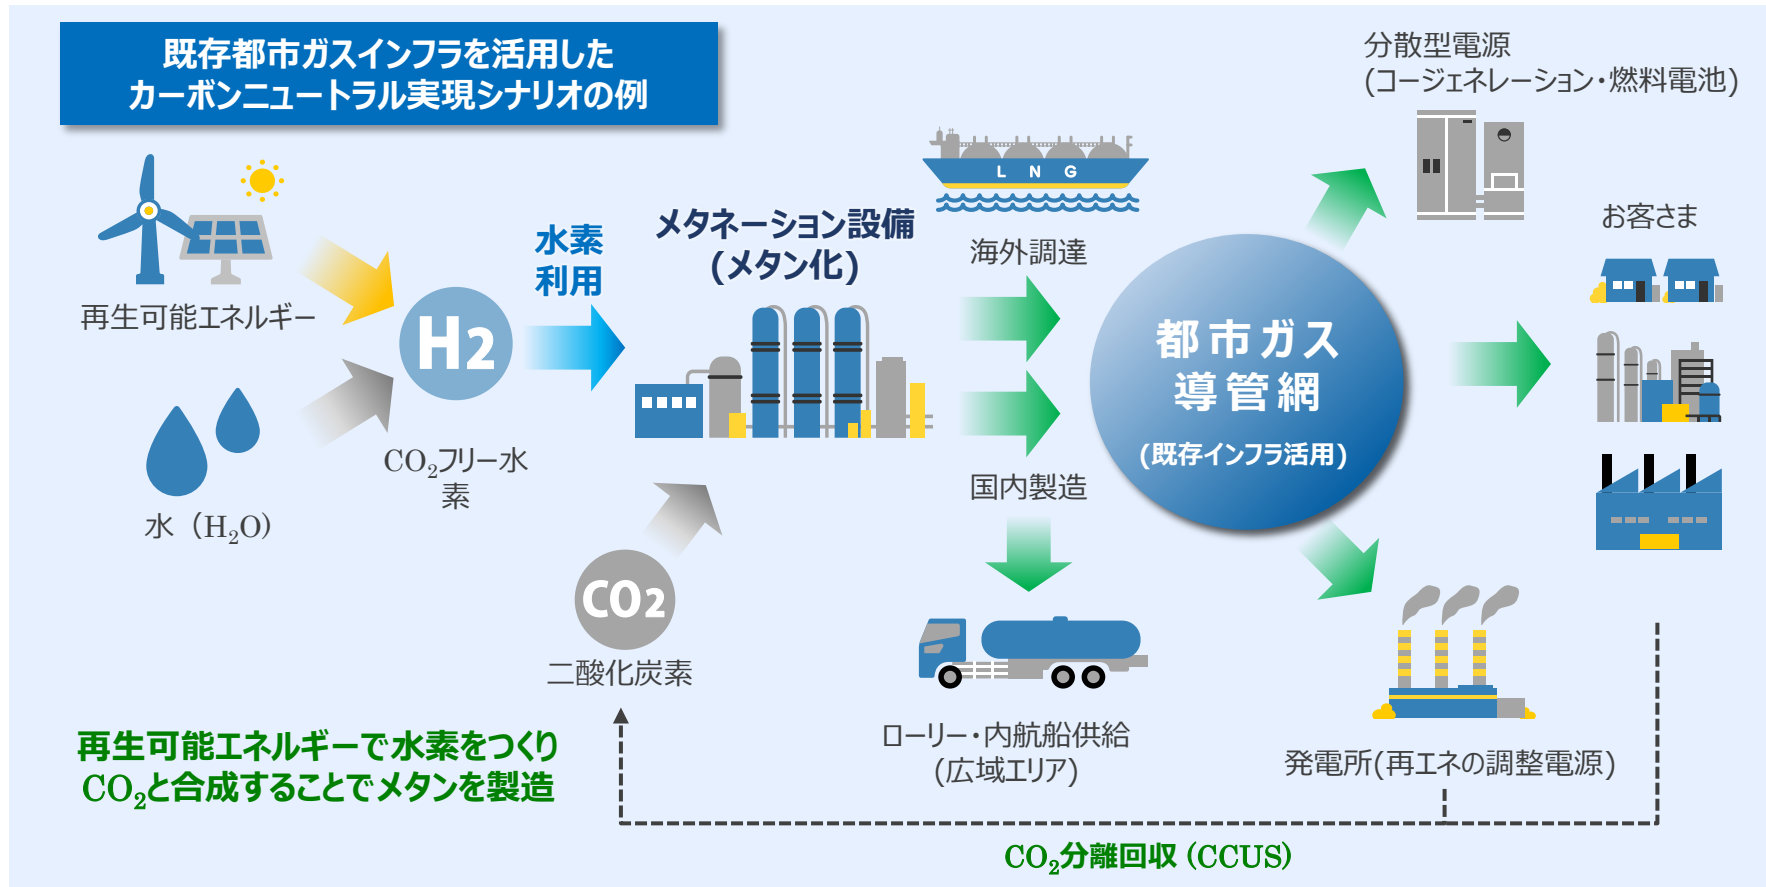 既存都市ガスインフラを活用した
カーボンニュートラル実現シナリオの例
再生可能エネルギー
水（H₂O）
H2
CO₂フリー水
素
水素
利用
メタネーション設備
(メタン化)
CO2
二酸化炭素
LNG
海外調達
国内製造
ローリー・内航船供給
(広域エリア)
都市ガス
導管網
(既存インフラ活用)
分散型電源
(コージェネレーション・燃料電池)
お客さま
発電所(再エネの調整電源)
再生可能エネルギーで水素をつくり
CO₂と合成することでメタンを製造
CO₂分離回収 (CCUS)